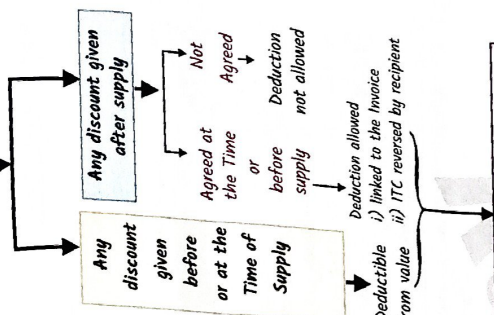 Any discount given
after supply
Not
Agreed
Deduction
not allowed
Agreed at
the Time
or
before
supply
Deduction allowed
i) linked to the Invoice
ii) ITC reversed by recipient
Any
discount
given
before
or at the
Time of
Supply
Deductible
from value